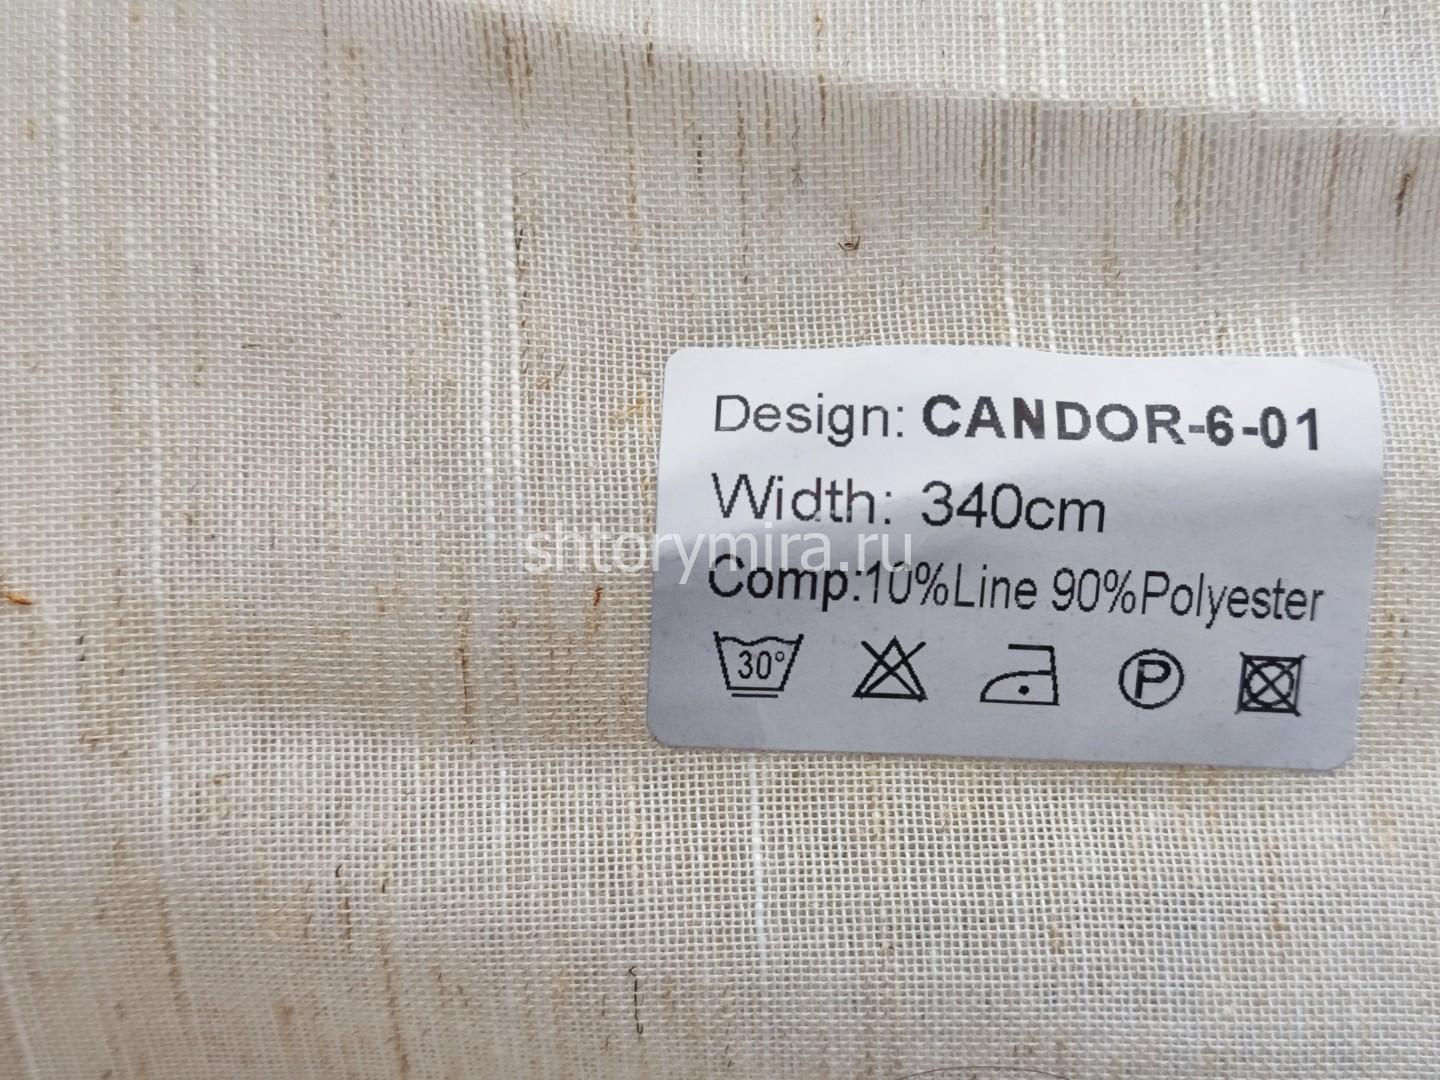 Design: CANDOR-6-01
Width: 340cm
shtorymira.ru
Comp:10%Line 90%Polyester
30°
P